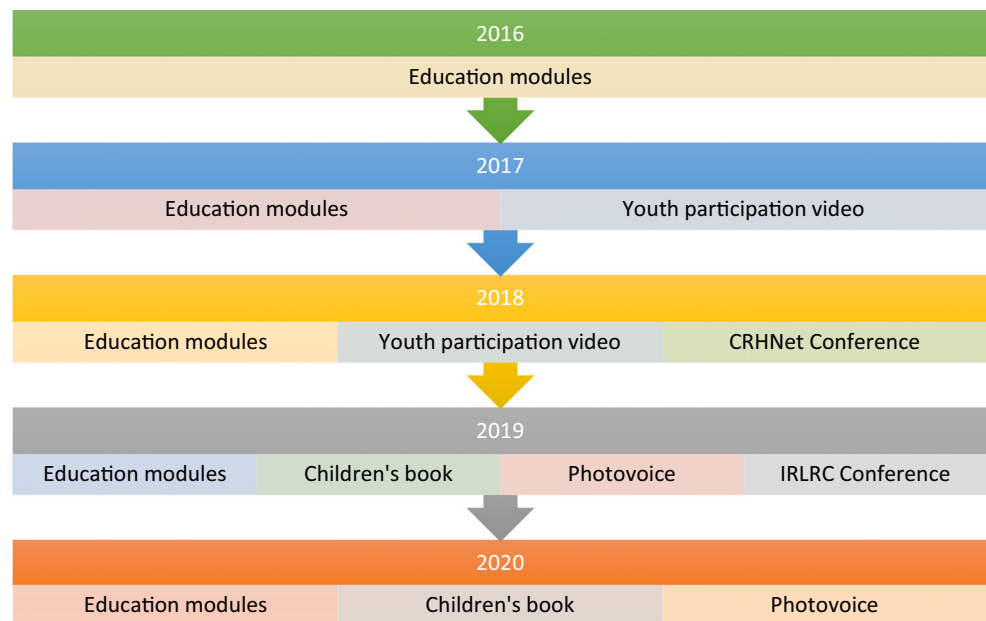 2016
Education modules
2017
Education modules Youth participation video
2018
Education modules Youth participation video CRHNet Conference
2019
Education modules Children's book Photovoice IRLRC Conference
2020
Education modules Children's book Photovoice